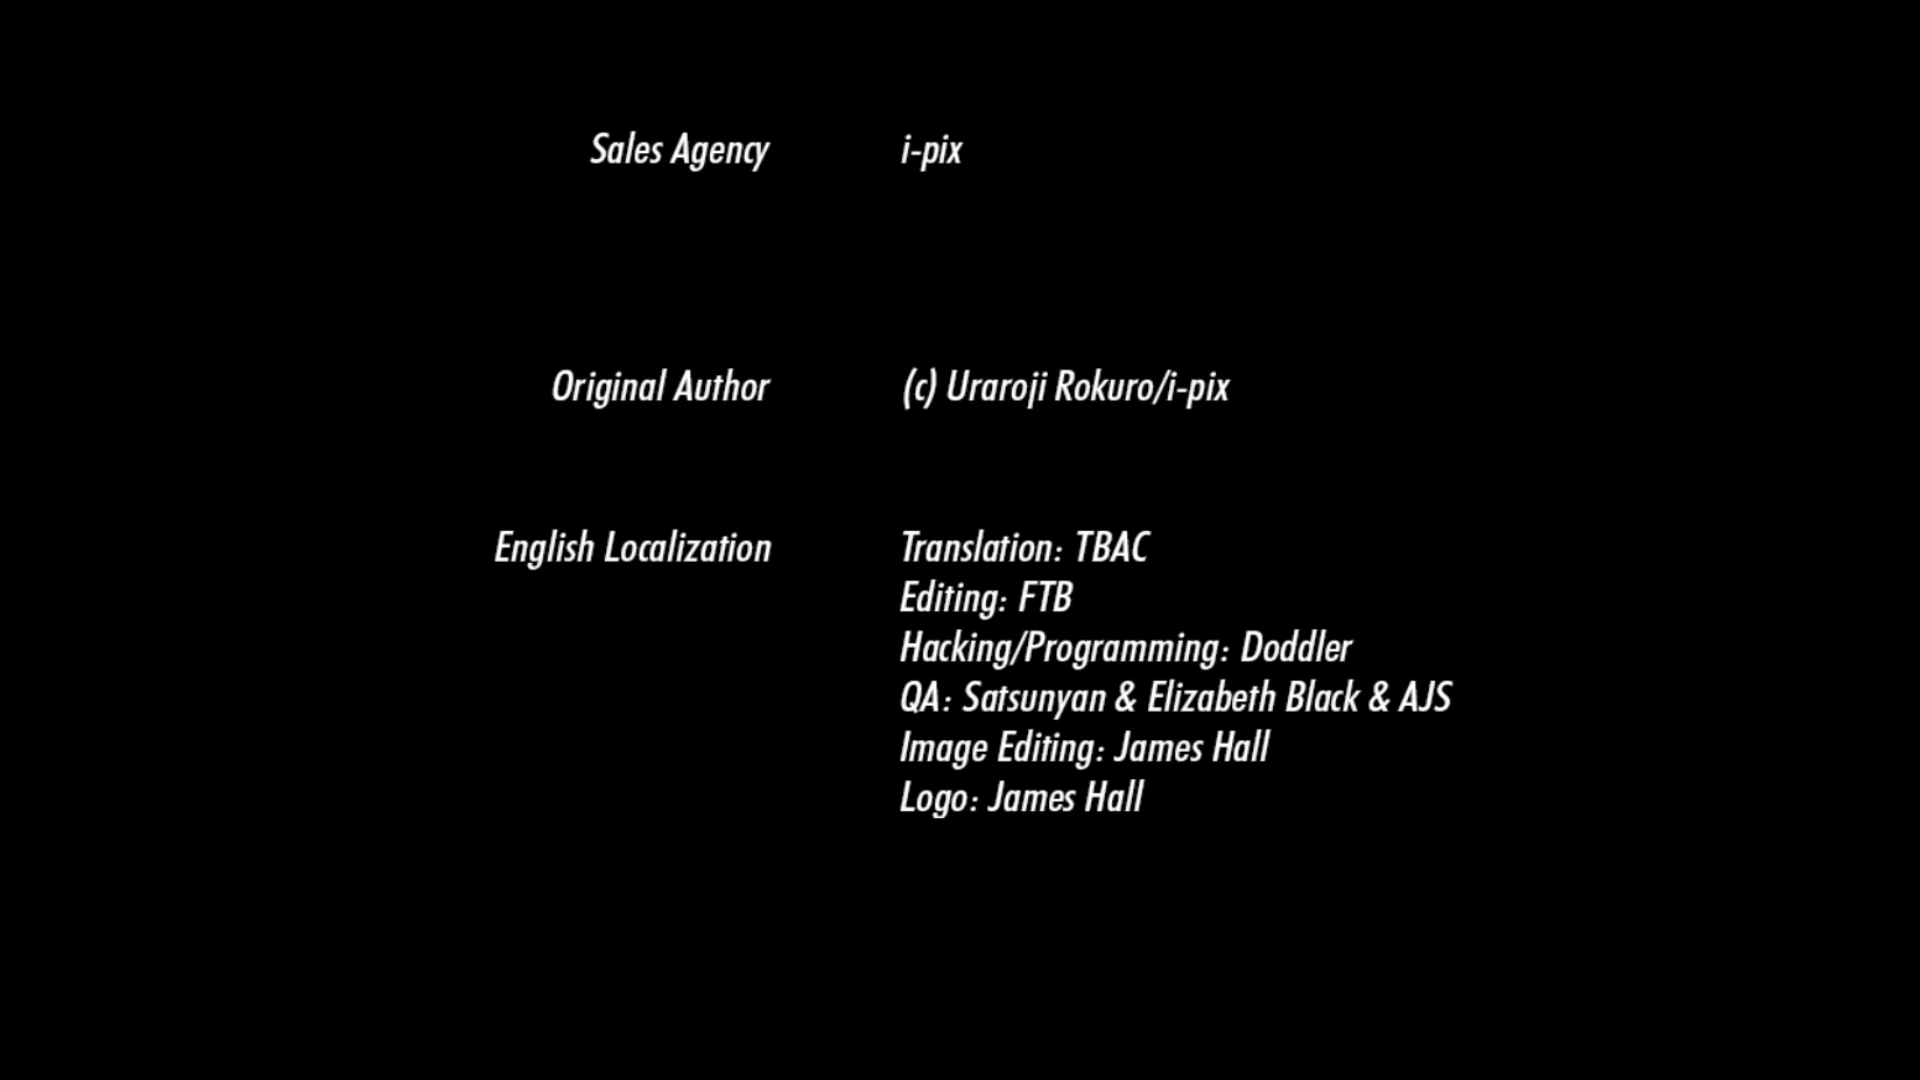 Sales Agency i-pix
Original Author (c) Uraroji Rokuro/i-pix
English Localization Translation: TBAC
Editing: FTB
Hacking/Programming: Doddler
QA: Satsunyan & Elizabeth Black & AJS
Image Editing: James Hall
Logo: James Hall